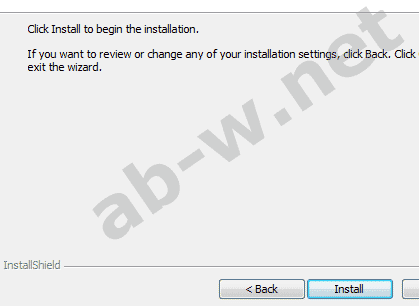 Click Install to begin the installation.
If you want to review or change any of your installation settings, click Back. Click
exit the wizard.
ab-w.net
InstallShield
< Back
Install